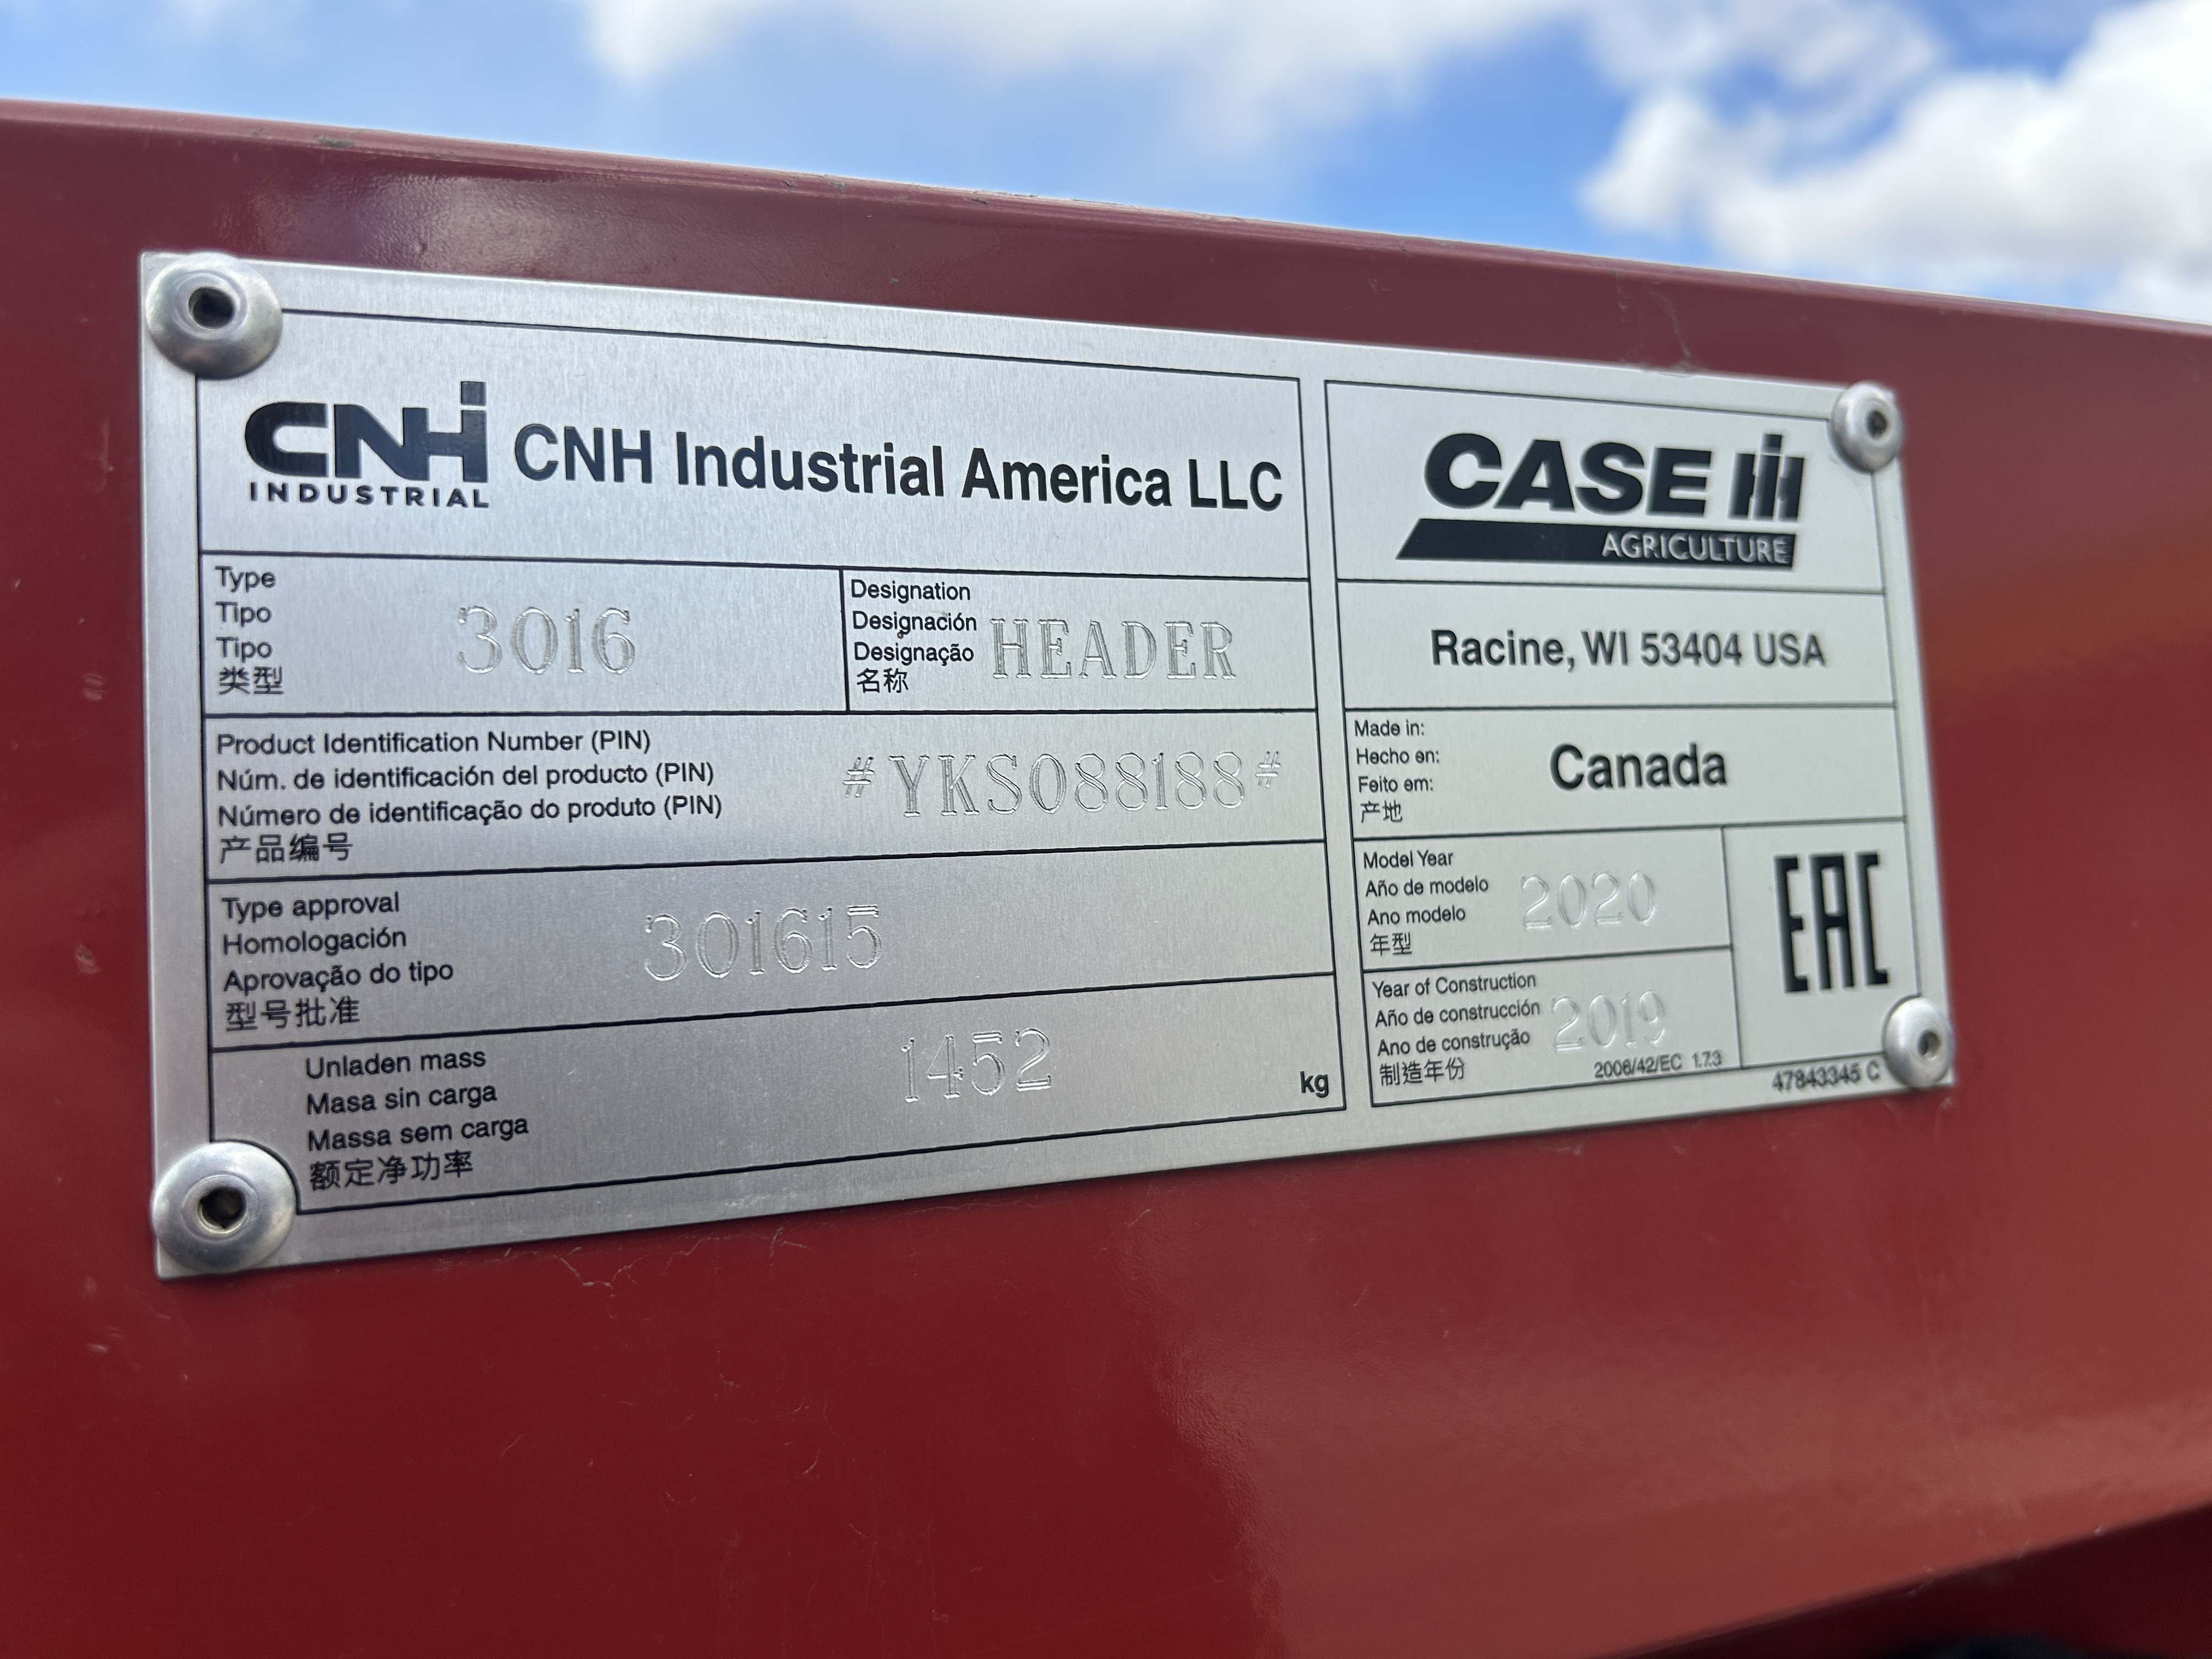 CNH
INDUSTRIAL
CNH Industrial America LLC
Type
Tipo
Tipo
类型
3016
Designation
Designación
Designação
名称
HEADER
Product Identification Number (PIN)
Núm. de identificación del producto (PIN)
Número de identificação do produto (PIN)
产品编号
#YKS088188#
Type approval
Homologación
Aprovação do tipo
型号批准
301615
Unladen mass
Masa sin carga
Massa sem carga
额定净功率
1452
kg
CASE IH
AGRICULTURE
Racine, WI 53404 USA
Made in:
Hecho en:
Feito em:
产地
Canada
Model Year
Año de modelo
Ano modelo
年型
2020
Year of Construction
Año de construcción
Ano de construção
制造年份
2019
2006/42/EC 1.7.3
EAC
47843345 C